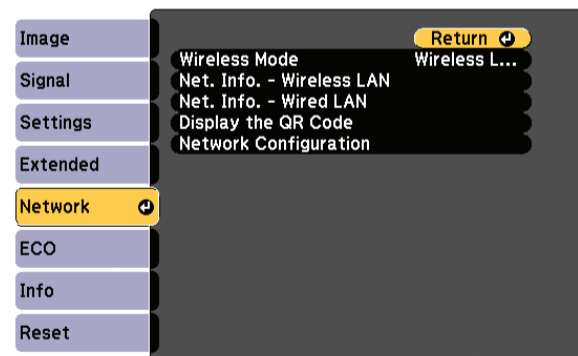 Image
Signal
Settings
Extended
Network
ECO
Info
Reset
Return
Wireless Mode Wireless L...
Net. Info. - Wireless LAN
Net. Info. - Wired LAN
Display the QR Code
Network Configuration